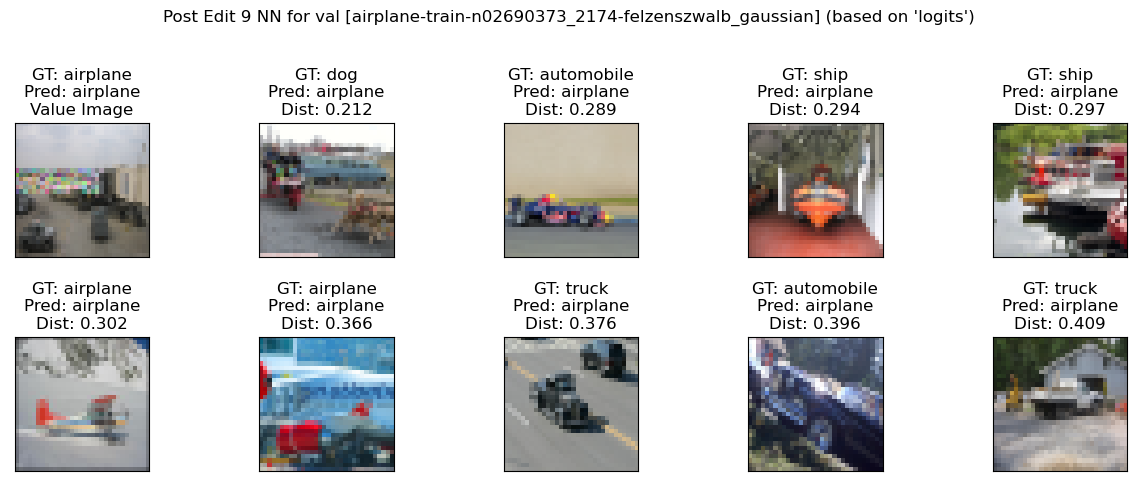 Post Edit 9 NN for val [airplane-train-n02690373_2174-felzenszwalb_gaussian] (based on 'logits')
GT: airplane
Pred: airplane
Value Image
GT: dog
Pred: airplane
Dist: 0.212
GT: automobile
Pred: airplane
Dist: 0.289
GT: ship
Pred: airplane
Dist: 0.294
GT: ship
Pred: airplane
Dist: 0.297
GT: airplane
Pred: airplane
Dist: 0.302
GT: airplane
Pred: airplane
Dist: 0.366
GT: truck
Pred: airplane
Dist: 0.376
GT: automobile
Pred: airplane
Dist: 0.396
GT: truck
Pred: airplane
Dist: 0.409